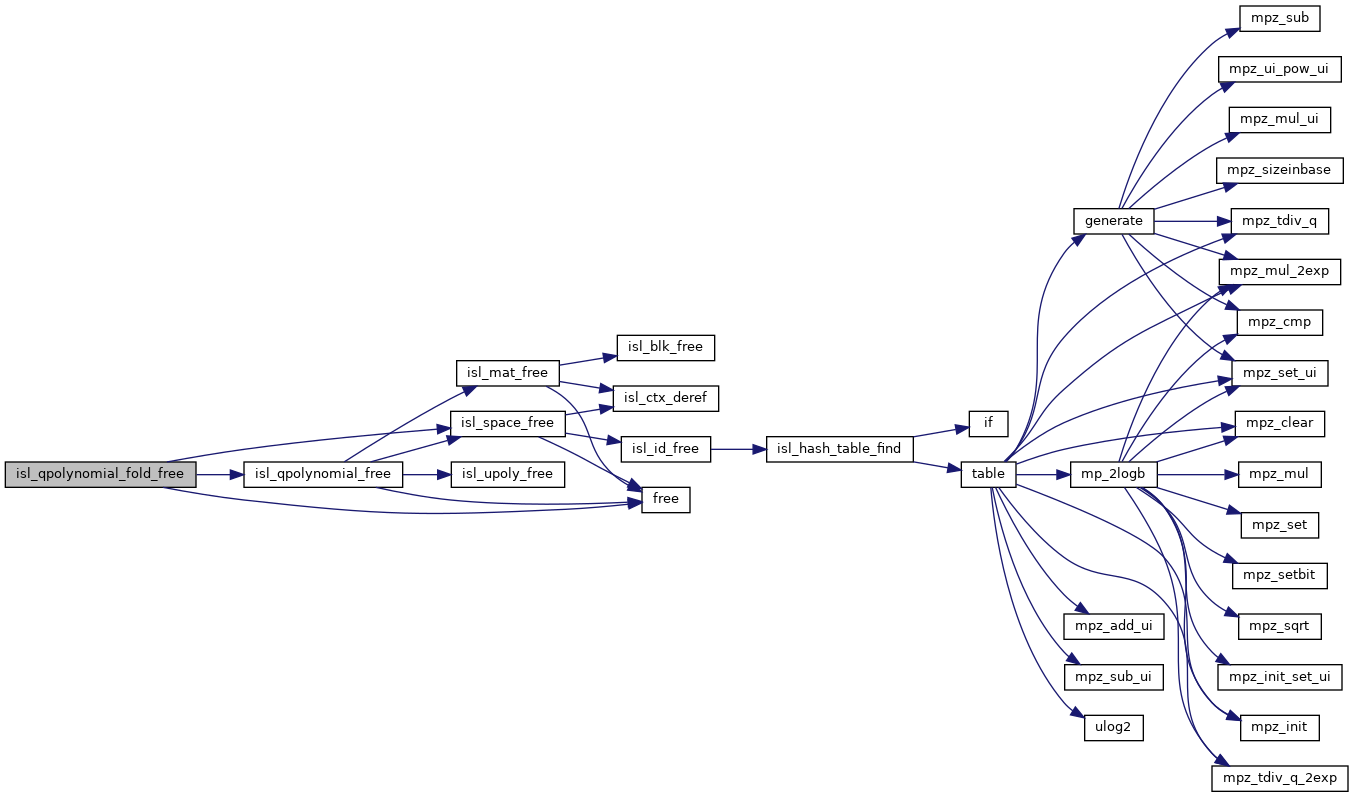 mpz_sub
mpz_ui_pow_ui
mpz_mul_ui
mpz_sizeinbase
generate
mpz_tdiv_q
mpz_mul_2exp
mpz_cmp
isl_blk_free
isl_mat_free
mpz_set_ui
isl_ctx_deref
isl_space_free
if
mpz_clear
isl_id_free
isl_hash_table_find
isl_qpolynomial_fold_free
isl_qpolynomial_free
isl_upoly_free
table
mp_2logb
mpz_mul
free
mpz_set
mpz_setbit
mpz_add_ui
mpz_sqrt
mpz_sub_ui
mpz_init_set_ui
ulog2
mpz_init
mpz_tdiv_q_2exp